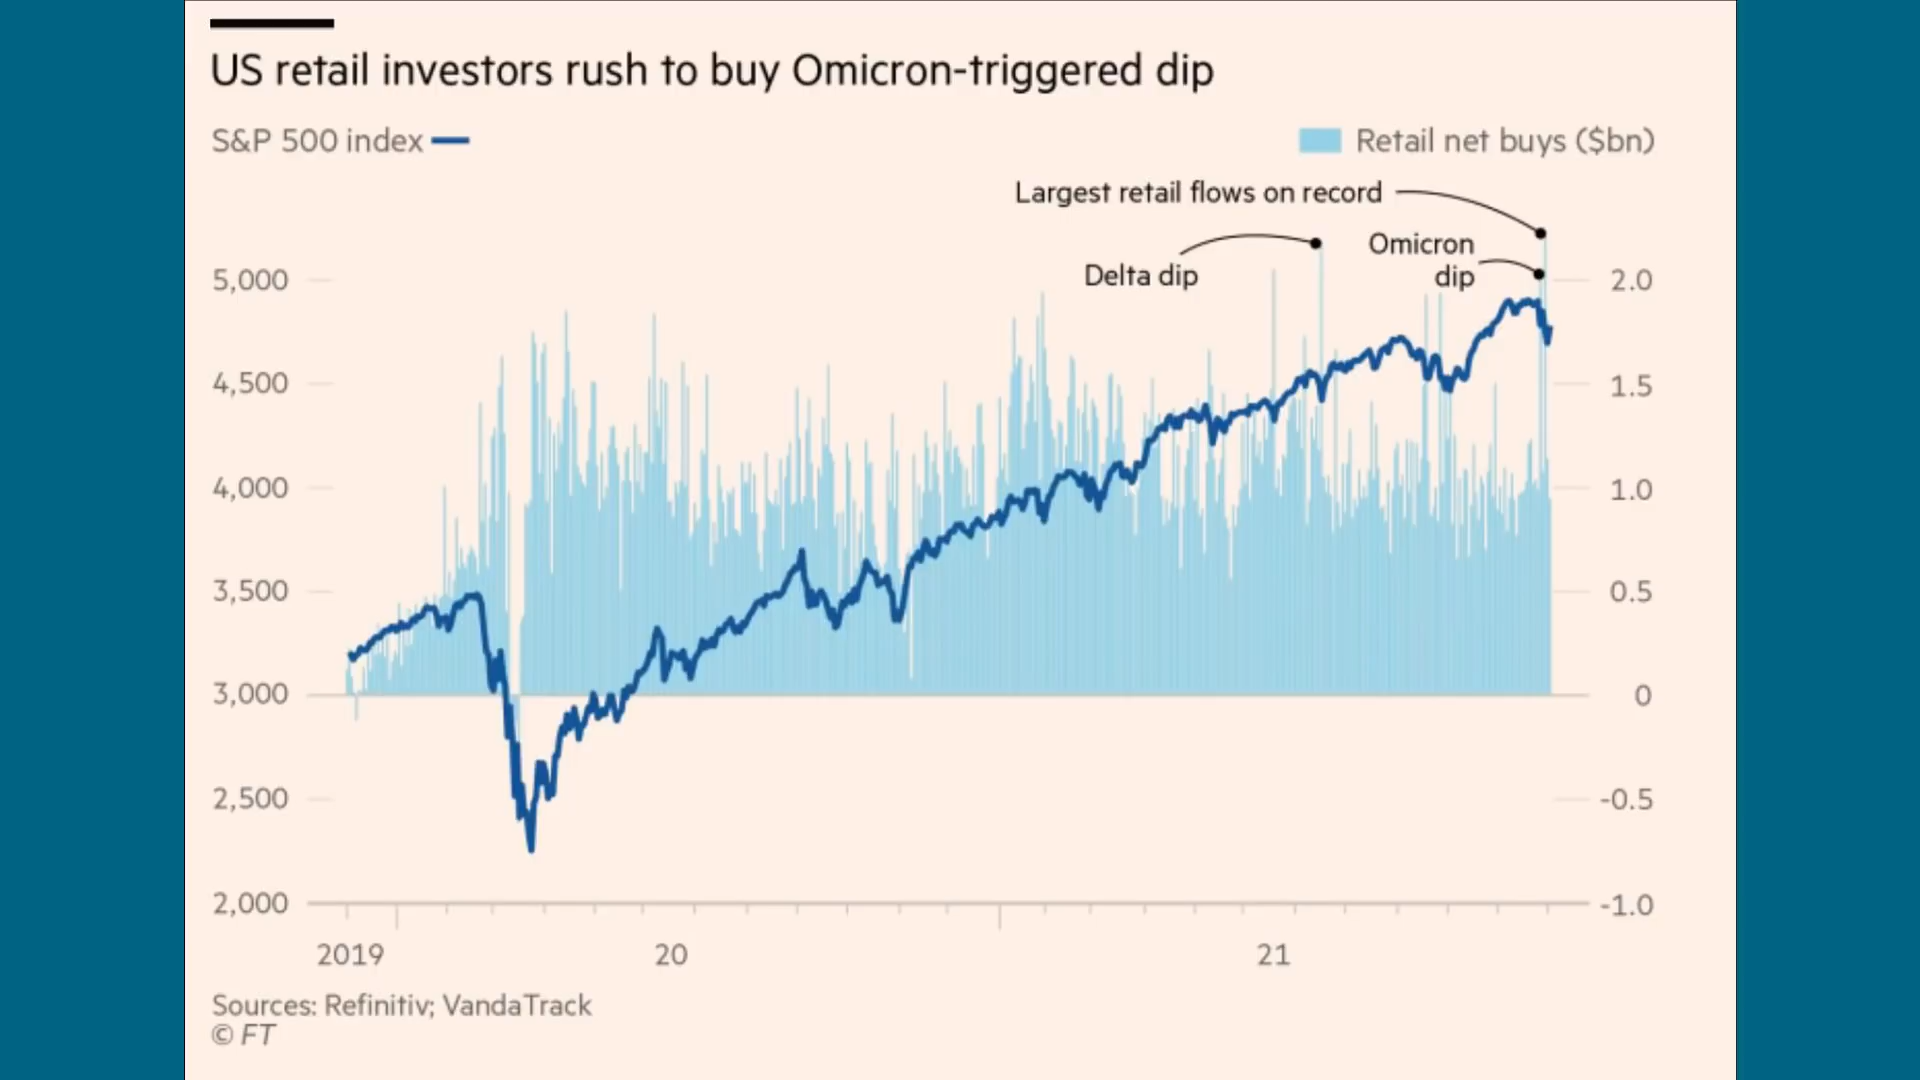 US retail investors rush to buy Omicron-triggered dip
S&P 500 index
Retail net buys ($bn)
Largest retail flows on record
Delta dip
Omicron
dip
5,000
4,500
4,000
3,500
3,000
2,500
2,000
2.0
1.5
1.0
0.5
0
-0.5
-1.0
2019
20
21
Sources: Refinitiv; VandaTrack
© FT